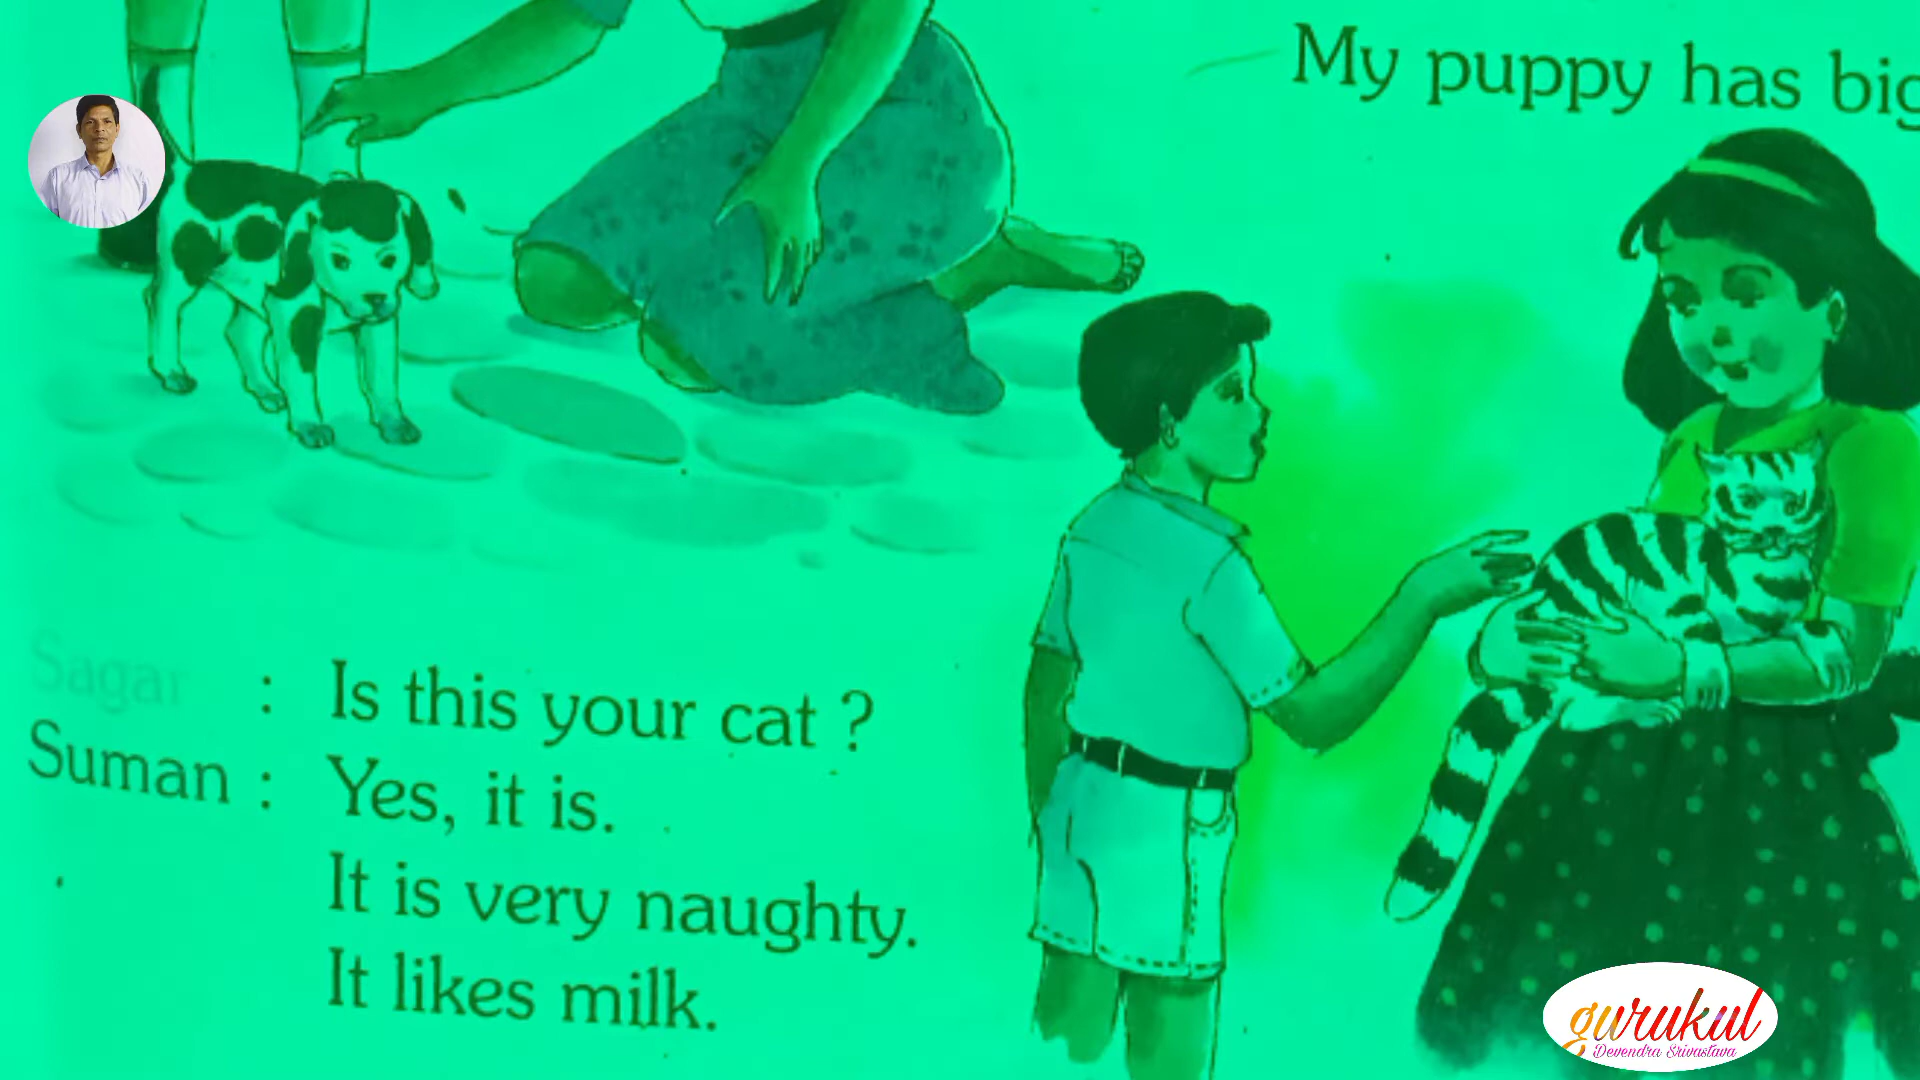 My puppy has big
Sagar : Is this your cat ?
Suman : Yes, it is.
It is very naughty.
It likes milk.
gurukul
Devendra Srivastava